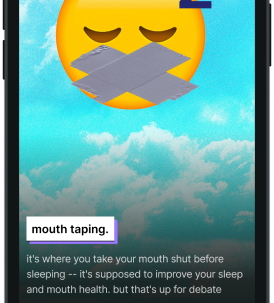 mouth taping.
it's where you take your mouth shut before
sleeping -- it's supposed to improve your sleep
and mouth health. but that's up for debate